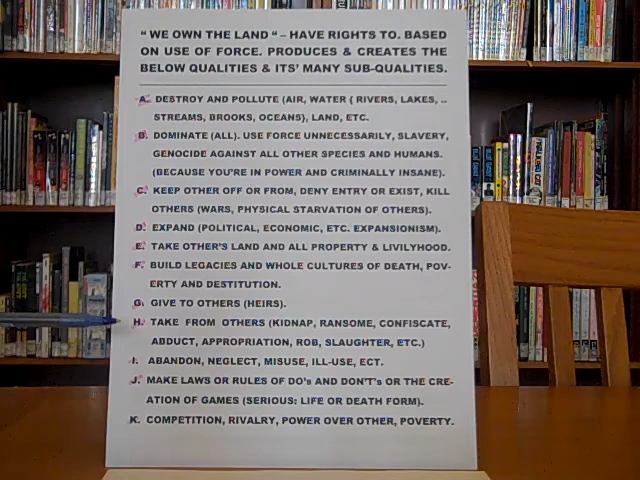 “ WE OWN THE LAND “ – HAVE RIGHTS TO. BASED
ON USE OF FORCE. PRODUCES & CREATES THE
BELOW QUALITIES & ITS’ MANY SUB-QUALITIES.
A. DESTROY AND POLLUTE (AIR, WATER { RIVERS, LAKES, ..
STREAMS, BROOKS, OCEANS}, LAND, ETC.
B. DOMINATE (ALL). USE FORCE UNNECESSARILY, SLAVERY,
GENOCIDE AGAINST ALL OTHER SPECIES AND HUMANS.
(BECAUSE YOU'RE IN POWER AND CRIMINALLY INSANE).
C. KEEP OTHER OFF OR FROM, DENY ENTRY OR EXIST, KILL
OTHERS (WARS, PHYSICAL STARVATION OF OTHERS).
D. EXPAND (POLITICAL, ECONOMIC, ETC. EXPANSIONISM).
E. TAKE OTHER'S LAND AND ALL PROPERTY & LIVILYHOOD.
F. BUILD LEGACIES AND WHOLE CULTURES OF DEATH, POV-
ERTY AND DESTITUTION.
G. GIVE TO OTHERS (HEIRS).
H. TAKE FROM OTHERS (KIDNAP, RANSOME, CONFISCATE,
ABDUCT, APPROPRIATION, ROB, SLAUGHTER, ETC.)
I. ABANDON, NEGLECT, MISUSE, ILL-USE, ECT.
J. MAKE LAWS OR RULES OF DO's AND DON'T's OR THE CRE-
ATION OF GAMES (SERIOUS: LIFE OR DEATH FORM).
K. COMPETITION, RIVALRY, POWER OVER OTHER, POVERTY.